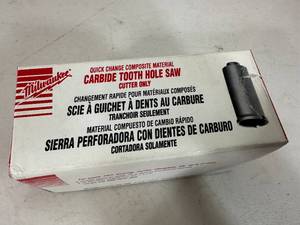 Milwaukee
QUICK CHANGE COMPOSITE MATERIAL
CARBIDE TOOTH HOLE SAW
CUTTER ONLY
CHANGEMENT RAPIDE POUR MATÉRIAUX COMPOSÉS
SCIE À GUICHET À DENTS AU CARBURE
TRANCHOIR SEULEMENT
MATERIAL COMPUESTO DE CAMBIO RÁPIDO
SIERRA PERFORADORA CON DIENTES DE CARBURO
CORTADORA SOLAMENTE